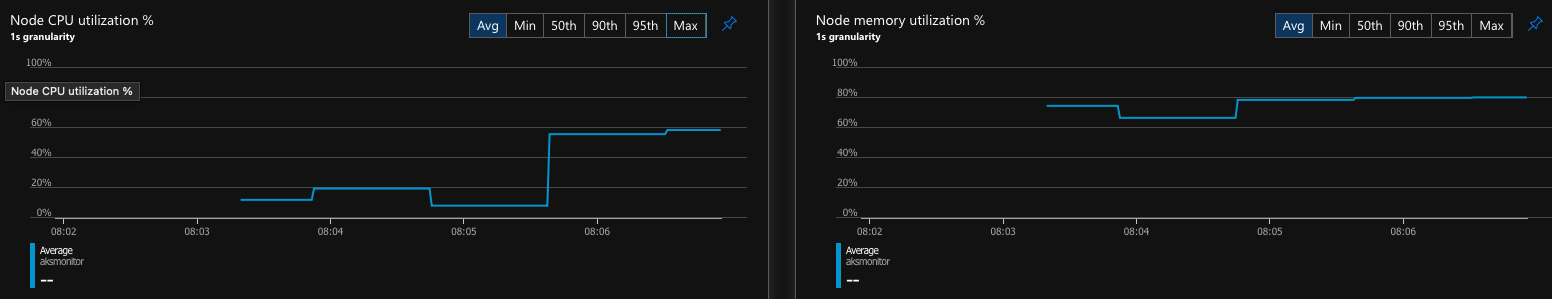 Node CPU utilization %
1s granularity
Avg Min 50th 90th 95th Max
100%
Node CPU utilization %
60%
40%
20%
0%
08:02 08:03 08:04 08:05 08:06
Average
aksmonitor
--
Node memory utilization %
1s granularity
Avg Min 50th 90th 95th Max
100%
80%
60%
40%
20%
0%
08:02 08:03 08:04 08:05 08:06
Average
aksmonitor
--